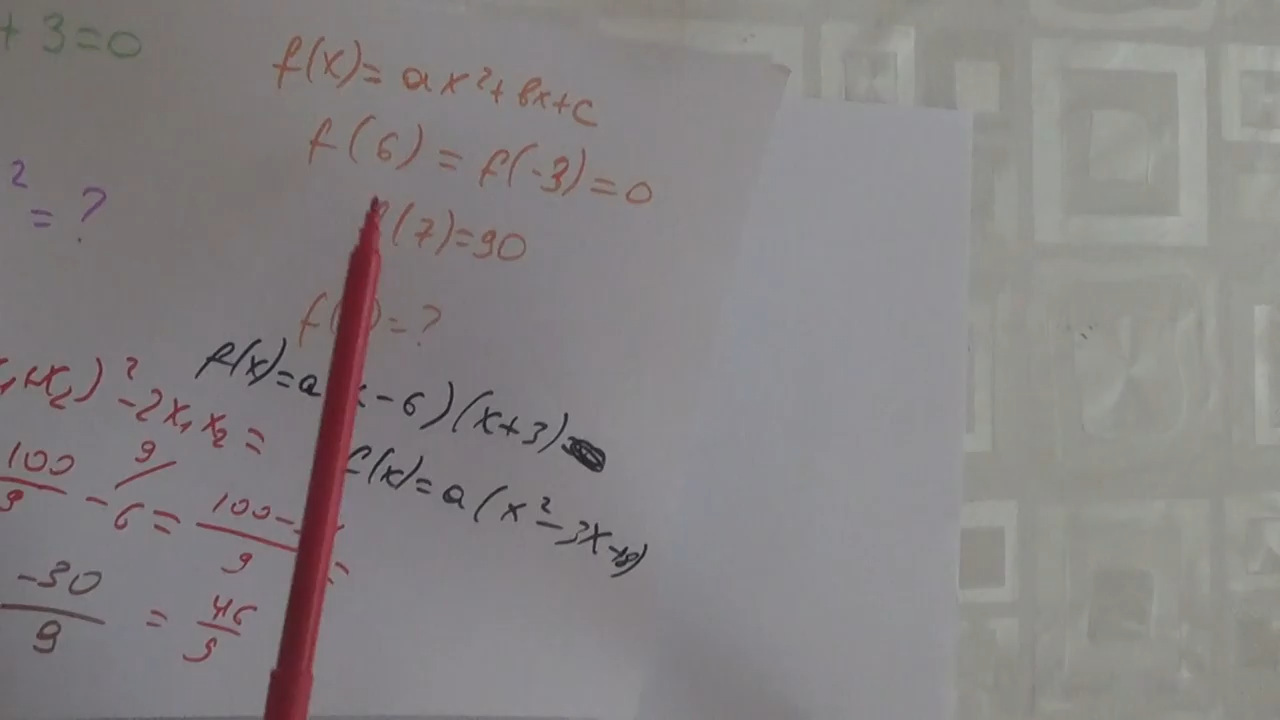 + 3=0
f(x)= ax²+bx+c
f(6) = f(-3)=0
2 = ?
(7)=90
f( )=?
f(x)=a x-6)(x+3)
x₂)²-2x₁x₂=
f(x)=a(x²-3x-18)
100/9 - 6 = 100- /9 =
9
-30/9 = 46/9